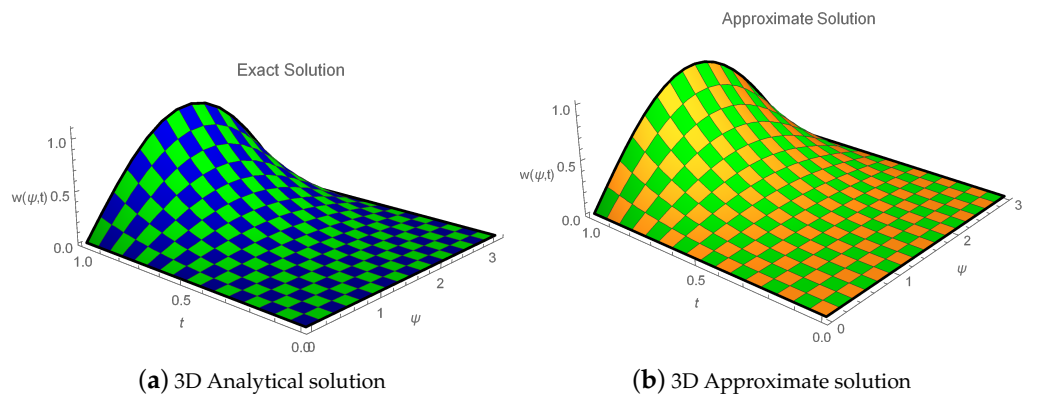 Exact Solution
1.0
w(ψ,t) 0.5
0.0
1.0
0.5
t
0.0
0
1
2
3
ψ
(a) 3D Analytical solution
Approximate Solution
1.0
w(ψ,t) 0.5
0.0
1.0
0.5
t
0.0
0
1
2
3
ψ
(b) 3D Approximate solution